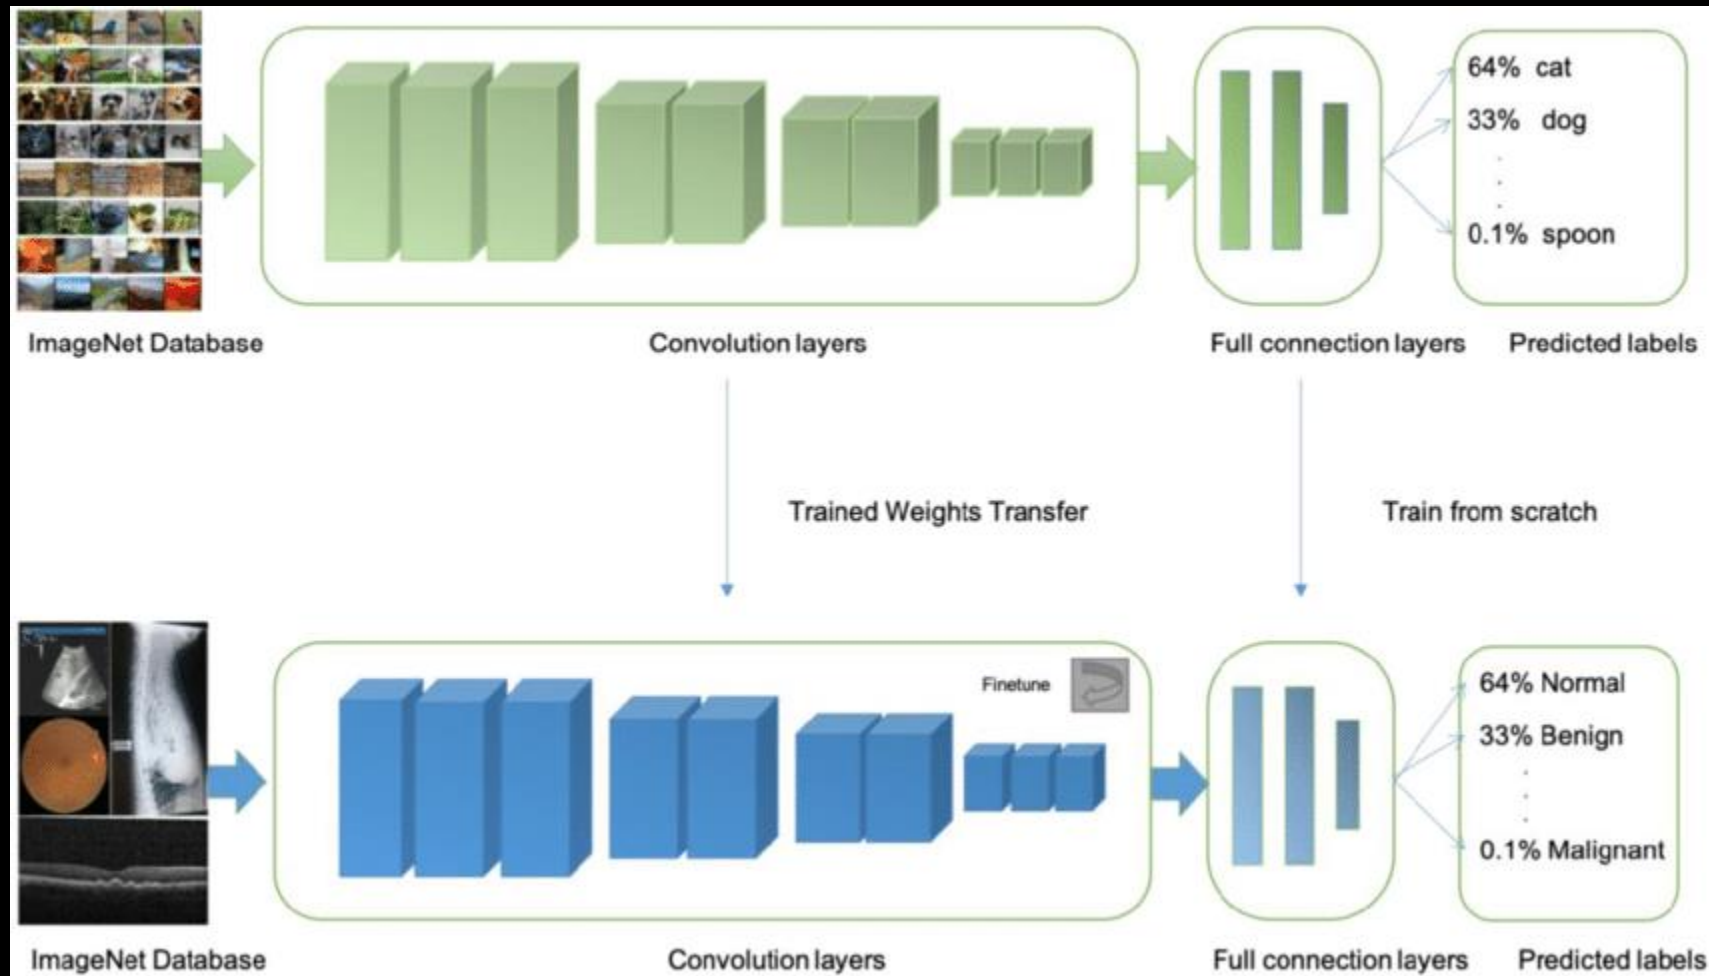 64% cat
33% dog
.
.
.
0.1% spoon
ImageNet Database
Convolution layers
Full connection layers
Predicted labels
Trained Weights Transfer
Train from scratch
Finetune
64% Normal
33% Benign
.
.
.
0.1% Malignant
ImageNet Database
Convolution layers
Full connection layers
Predicted labels